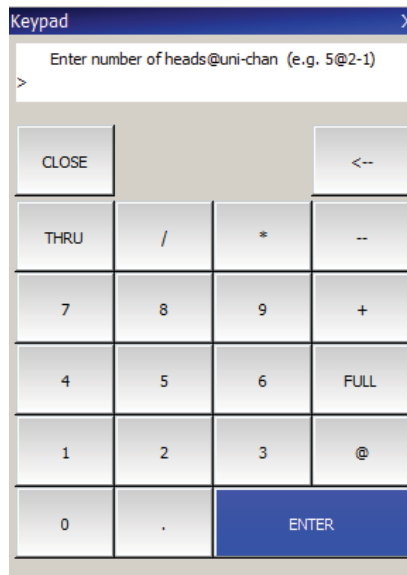 Keypad X
Enter number of heads@uni-chan (e.g. 5@2-1)
>
CLOSE <--
THRU / * --
7 8 9 +
4 5 6 FULL
1 2 3 @
0 . ENTER